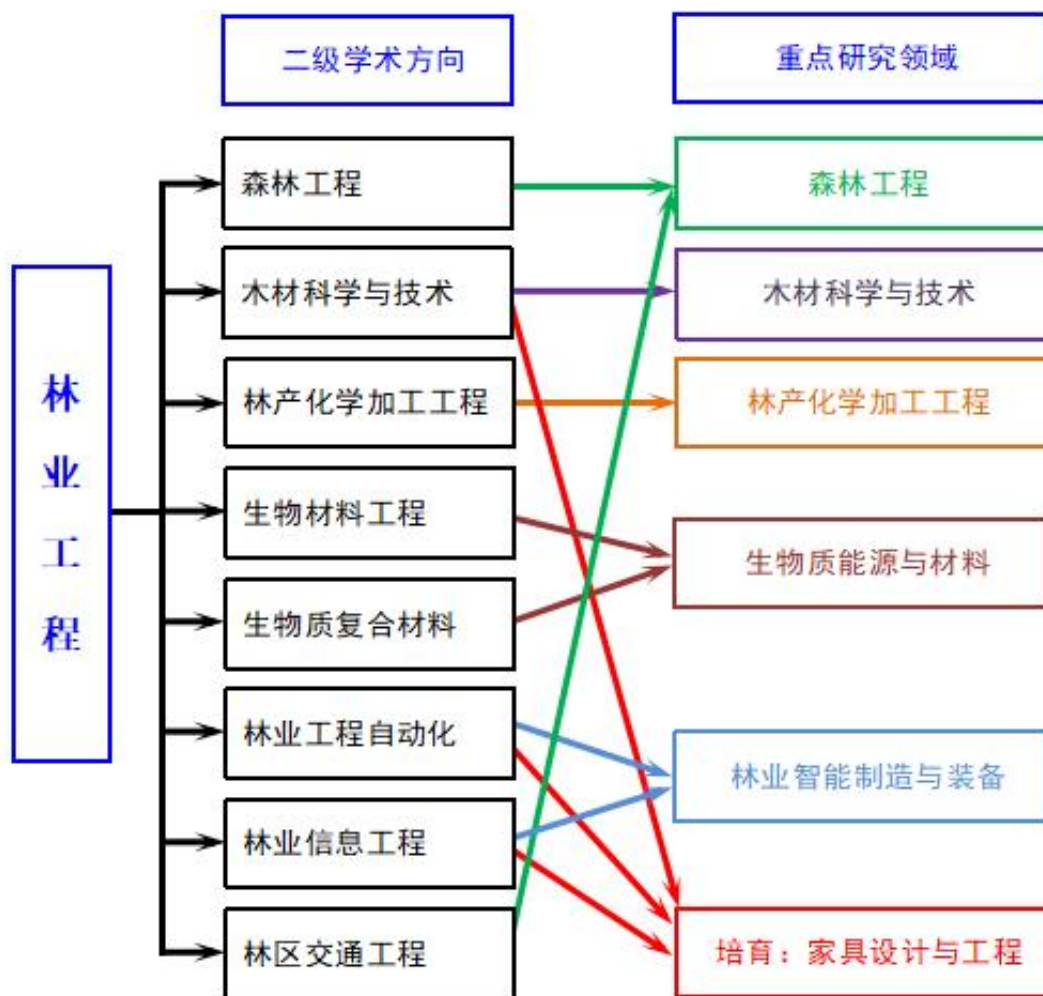 二级学术方向
重点研究领域
林业工程
森林工程
木材科学与技术
林产化学加工工程
生物材料工程
生物质复合材料
林业工程自动化
林业信息工程
林区交通工程
森林工程
木材科学与技术
林产化学加工工程
生物质能源与材料
林业智能制造与装备
培育：家具设计与工程